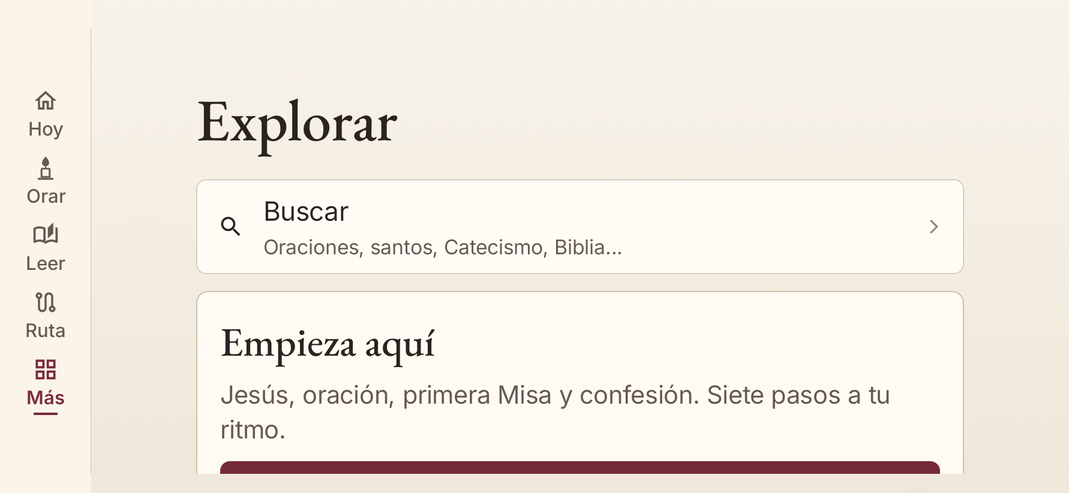 Hoy
Orar
Leer
Ruta
Más
Explorar
Buscar
Oraciones, santos, Catecismo, Biblia...
Empieza aquí
Jesús, oración, primera Misa y confesión. Siete pasos a tu
ritmo.